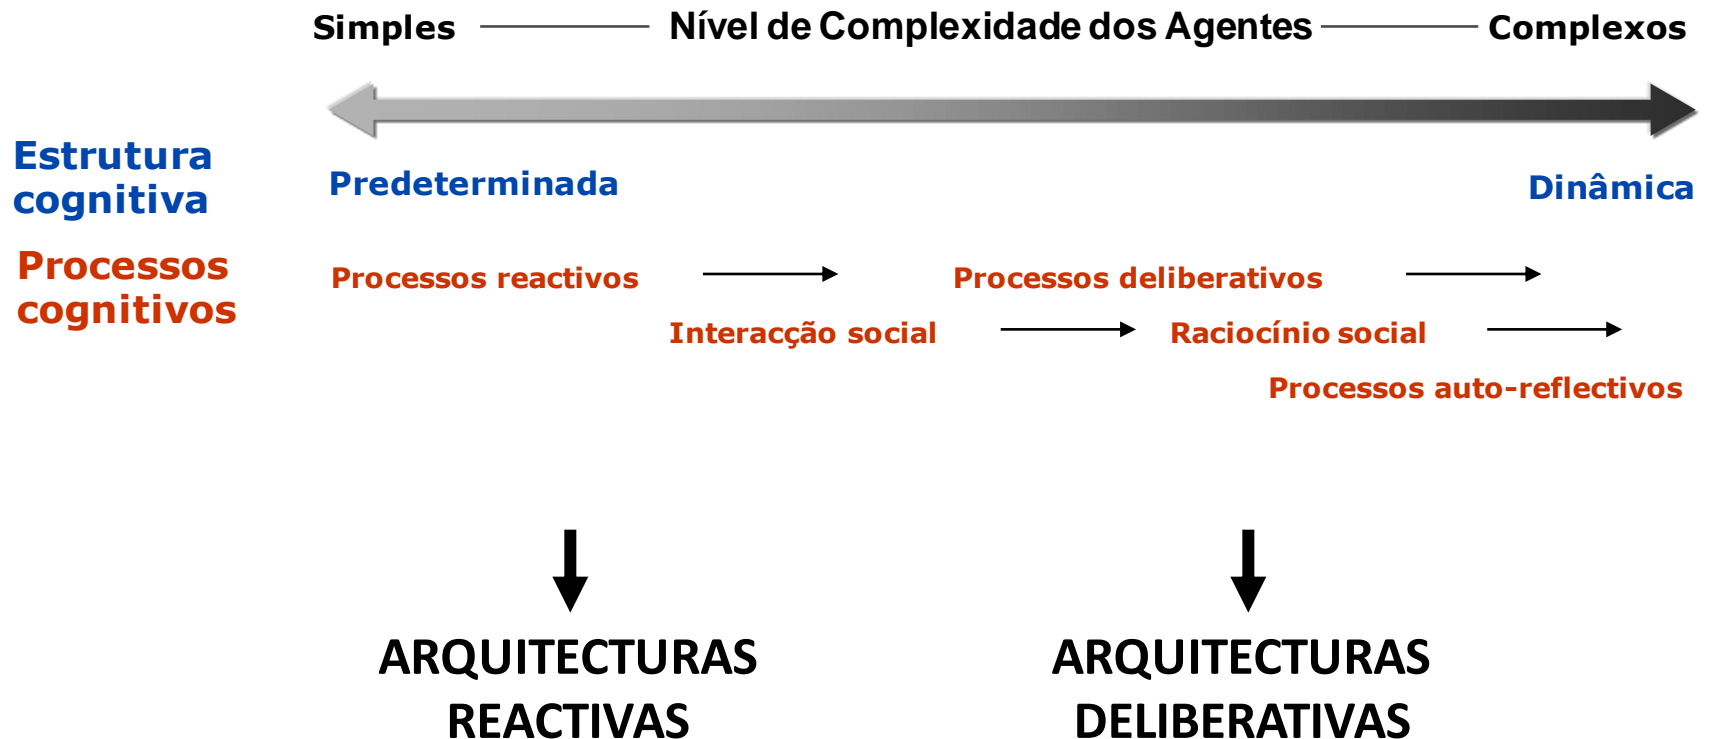 Simples Nível de Complexidade dos Agentes Complexos
Estrutura
cognitiva
Predeterminada Dinâmica
Processos
cognitivos
Processos reactivos Processos deliberativos
Interacção social Raciocínio social
Processos auto-reflectivos
ARQUITECTURAS
REACTIVAS
ARQUITECTURAS
DELIBERATIVAS